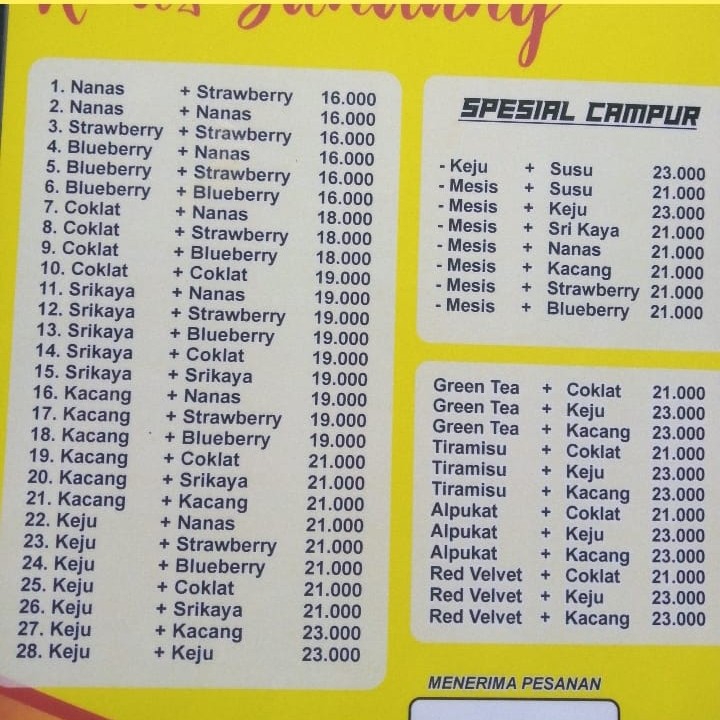 1. Nanas + Strawberry 16.000
2. Nanas + Nanas 16.000
3. Strawberry + Strawberry 16.000
4. Blueberry + Nanas 16.000
5. Blueberry + Strawberry 16.000
6. Blueberry + Blueberry 16.000
7. Coklat + Nanas 18.000
8. Coklat + Strawberry 18.000
9. Coklat + Blueberry 18.000
10. Coklat + Coklat 19.000
11. Srikaya + Nanas 19.000
12. Srikaya + Strawberry 19.000
13. Srikaya + Blueberry 19.000
14. Srikaya + Coklat 19.000
15. Srikaya + Srikaya 19.000
16. Kacang + Nanas 19.000
17. Kacang + Strawberry 19.000
18. Kacang + Blueberry 19.000
19. Kacang + Coklat 21.000
20. Kacang + Srikaya 21.000
21. Kacang + Kacang 21.000
22. Keju + Nanas 21.000
23. Keju + Strawberry 21.000
24. Keju + Blueberry 21.000
25. Keju + Coklat 21.000
26. Keju + Srikaya 21.000
27. Keju + Kacang 23.000
28. Keju + Keju 23.000
SPESIAL CAMPUR
- Keju + Susu 23.000
- Mesis + Susu 21.000
- Mesis + Keju 23.000
- Mesis + Sri Kaya 21.000
- Mesis + Nanas 21.000
- Mesis + Kacang 21.000
- Mesis + Strawberry 21.000
- Mesis + Blueberry 21.000
Green Tea + Coklat 21.000
Green Tea + Keju 23.000
Green Tea + Kacang 23.000
Tiramisu + Coklat 21.000
Tiramisu + Keju 23.000
Tiramisu + Kacang 23.000
Alpukat + Coklat 21.000
Alpukat + Keju 23.000
Alpukat + Kacang 23.000
Red Velvet + Coklat 21.000
Red Velvet + Keju 23.000
Red Velvet + Kacang 23.000
MENERIMA PESANAN